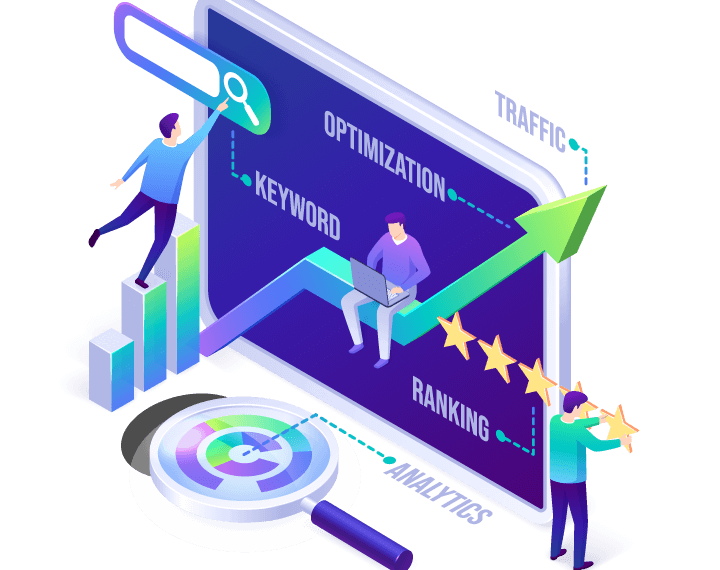 TRAFFIC
OPTIMIZATION
KEYWORD
RANKING
ANALYTICS